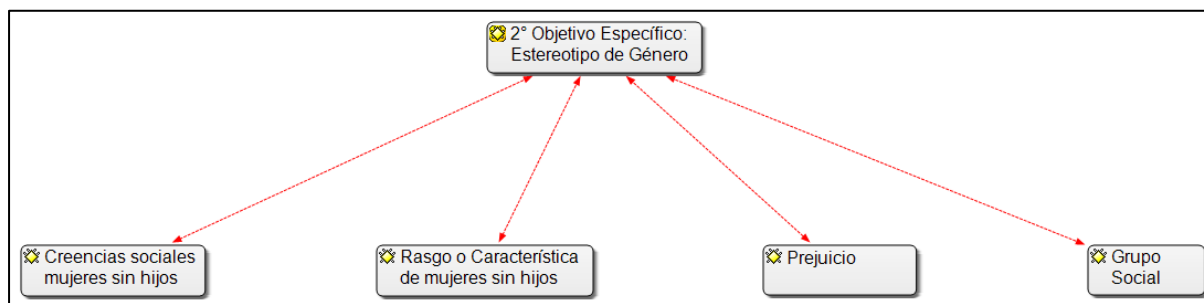 2° Objetivo Específico:
Estereotipo de Género
Creencias sociales
mujeres sin hijos
Rasgo o Característica
de mujeres sin hijos
Prejuicio
Grupo
Social